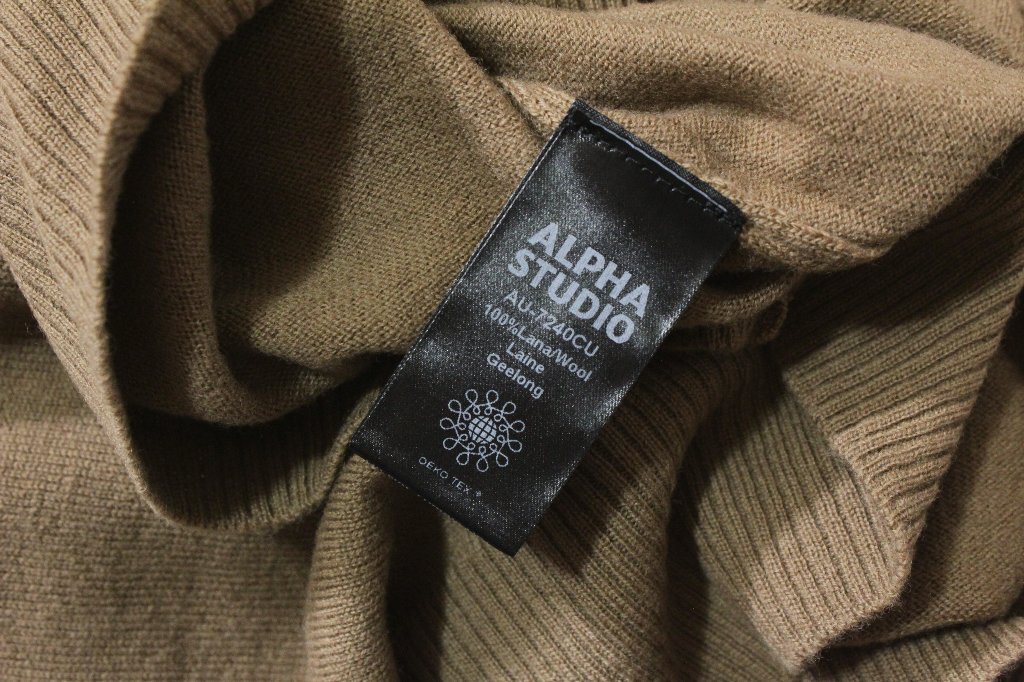 ALPHA
STUDIO
AU-7240CU
100%Lana/Wool
Laine
Geelong
OEKO TEX ®